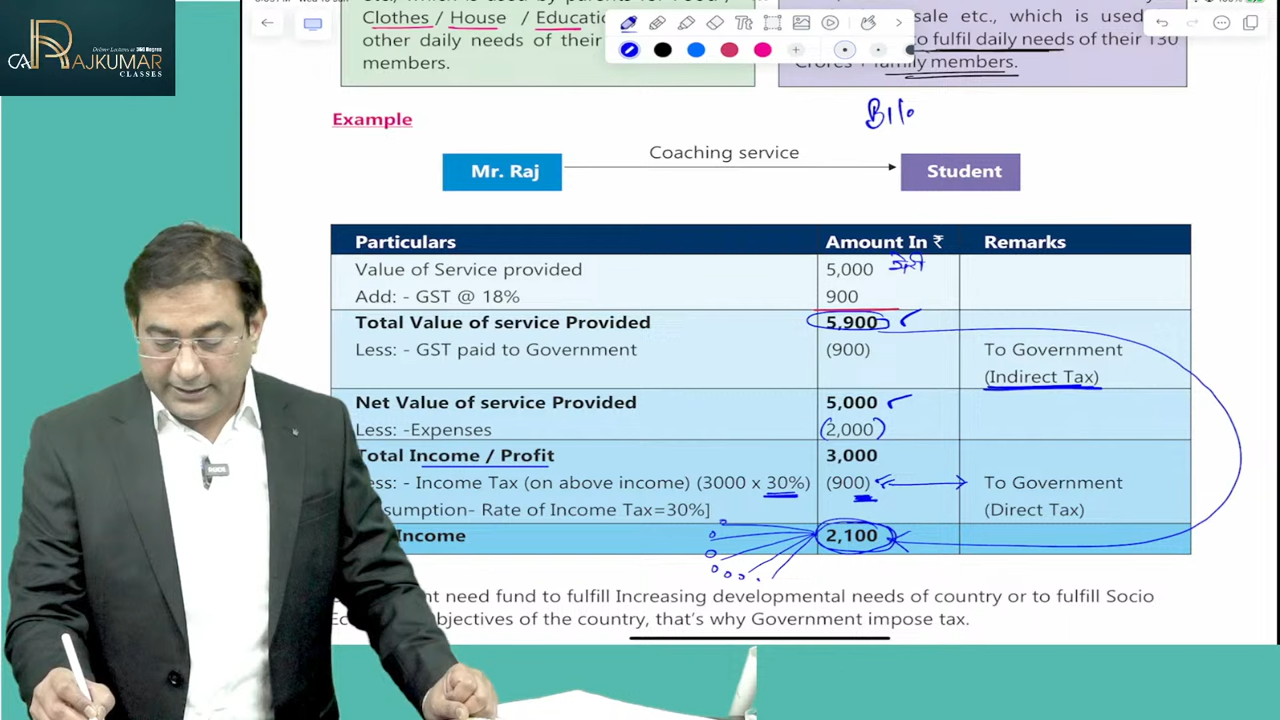 Deliver Lectures at 360 Degree
CA RAJKUMAR
CLASSES
Clothes / House /
other daily needs of their
members.
sale etc., which is used
to fulfil daily needs of their 130
Crores + family members.
Example
Coaching service
Mr. Raj
Student
Particulars Amount In ₹ Remarks
Value of Service provided 5,000
Add: - GST @ 18% 900
Total Value of service Provided 5,900
Less: - GST paid to Government (900) To Government
(Indirect Tax)
Net Value of service Provided 5,000
Less: -Expenses (2,000)
Total Income / Profit 3,000
Less: - Income Tax (on above income) (3000 x 30%) (900) To Government
sumption- Rate of Income Tax=30%] (Direct Tax)
Income 2,100
need fund to fulfill Increasing developmental needs of country or to fulfill Socio
bjectives of the country, that's why Government impose tax.